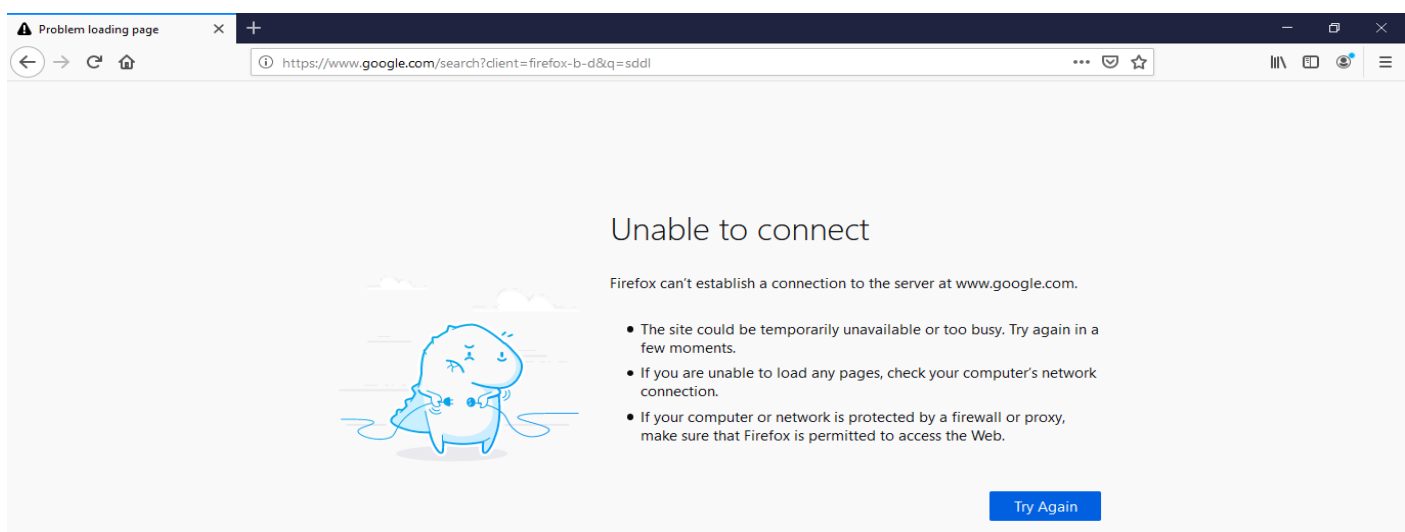 Problem loading page
https://www.google.com/search?client=firefox-b-d&q=sddl
Unable to connect
Firefox can't establish a connection to the server at www.google.com.
The site could be temporarily unavailable or too busy. Try again in a
few moments.
If you are unable to load any pages, check your computer's network
connection.
If your computer or network is protected by a firewall or proxy,
make sure that Firefox is permitted to access the Web.
Try Again